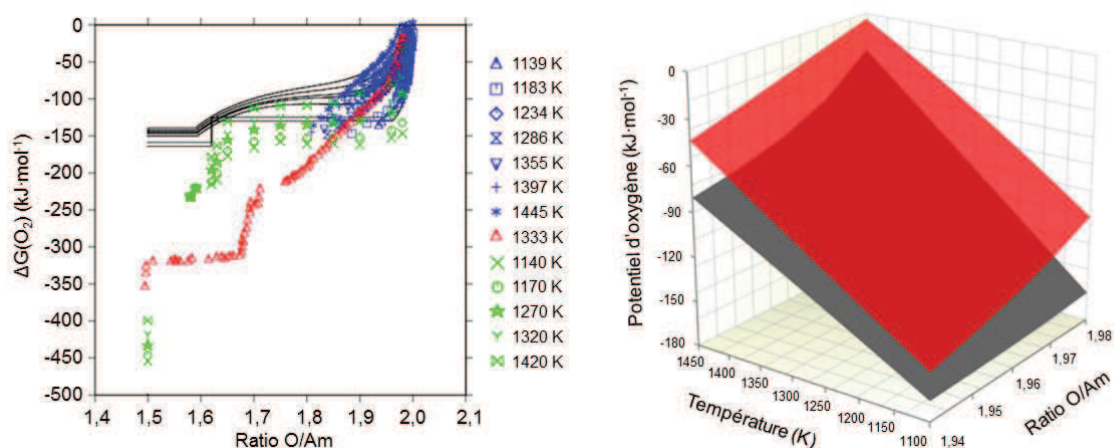 0
-50
-100
-150
-200
-250
-300
-350
-400
-450
-500
ΔG(O₂) (kJ·mol⁻¹)
1,4 1,5 1,6 1,7 1,8 1,9 2,0 2,1
Ratio O/Am
1139 K
1183 K
1234 K
1286 K
1355 K
1397 K
1445 K
1333 K
1140 K
1170 K
1270 K
1320 K
1420 K
Potentiel d'oxygène (kJ·mol⁻¹)
0
-30
-60
-90
-120
-150
-180
1450
1400
1350
1300
1250
1200
1150
1100
Température (K)
1,94
1,95
1,96
1,97
1,98
Ratio O/Am